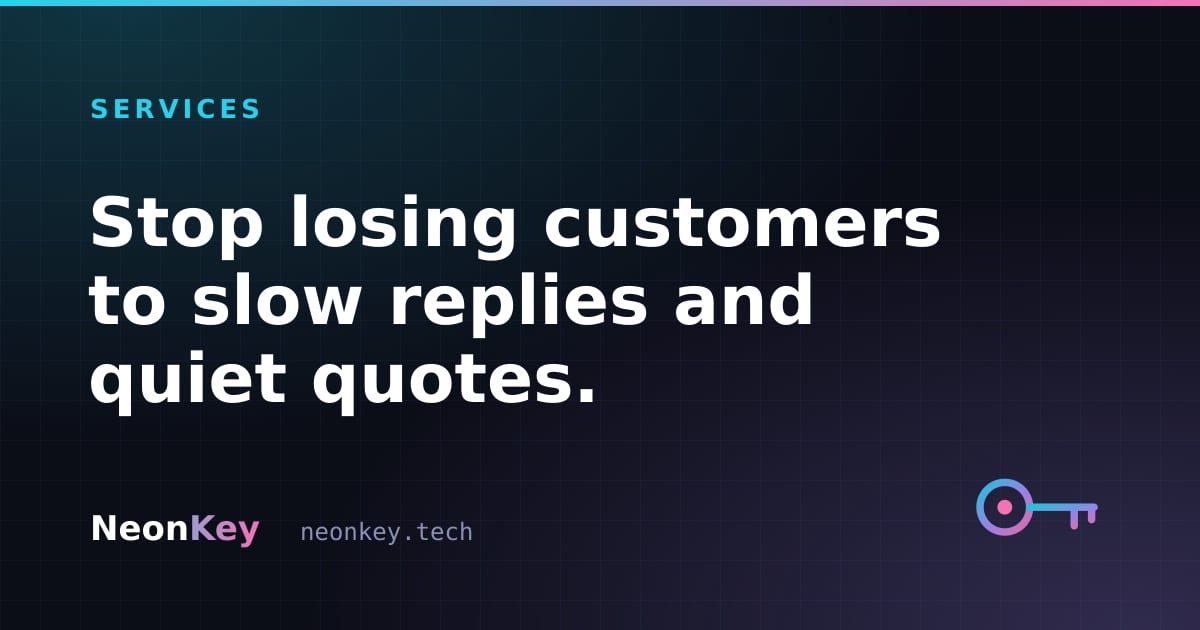 SERVICES
Stop losing customers
to slow replies and
quiet quotes.
NeonKey neonkey.tech